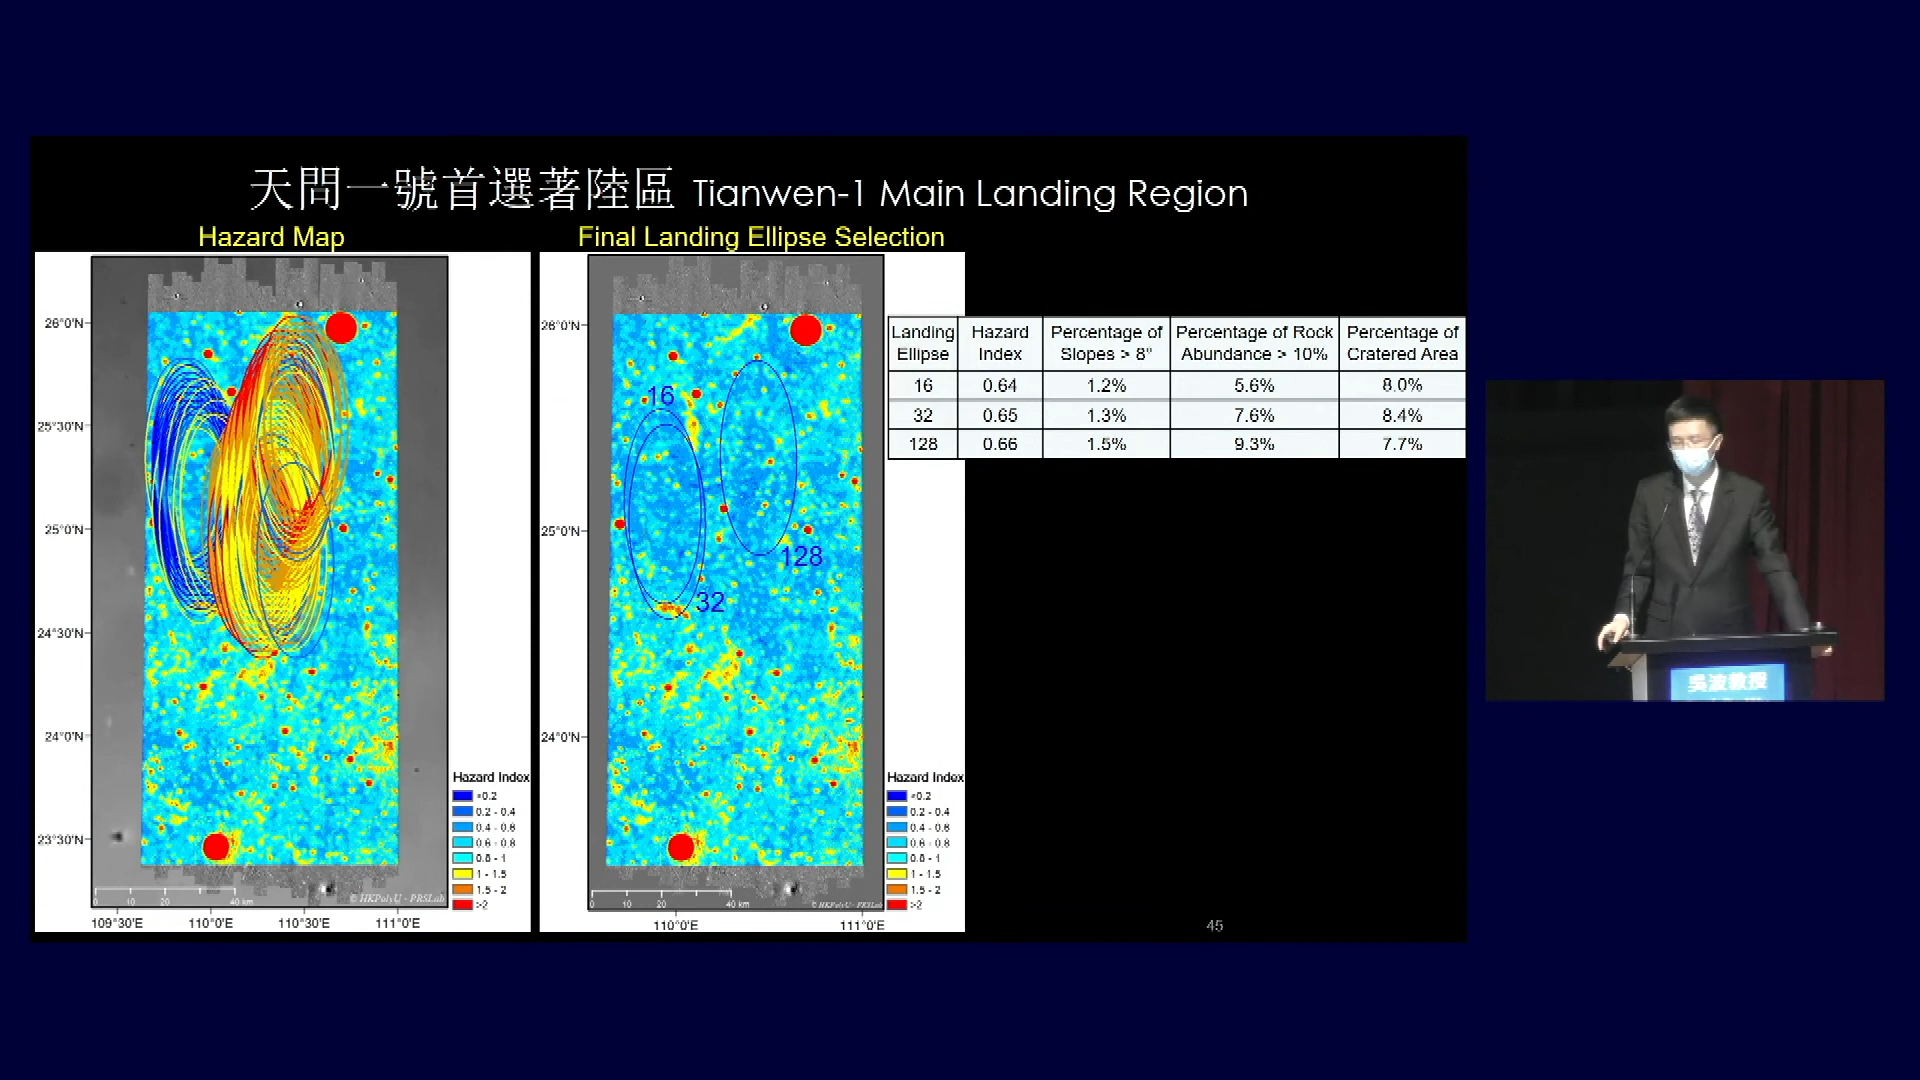 天問一號首選著陸區 Tianwen-1 Main Landing Region
Hazard Map
26°0'N
25°30'N
25°0'N
24°30'N
24°0'N
23°30'N
109°30'E 110°0'E 110°30'E 111°0'E
0 10 20 40 km
© HKPolyU - PRSLab
Hazard Index
<0.2
0.2 - 0.4
0.4 - 0.6
0.6 - 0.8
0.8 - 1
1 - 1.5
1.5 - 2
>2
Final Landing Ellipse Selection
26°0'N
25°0'N
24°0'N
110°0'E 111°0'E
16
128
32
0 10 20 40 km
© HKPolyU - PRSLab
Hazard Index
<0.2
0.2 - 0.4
0.4 - 0.6
0.6 - 0.8
0.8 - 1
1 - 1.5
1.5 - 2
>2
Landing Ellipse Hazard Index Percentage of Slopes > 8° Percentage of Rock Abundance > 10% Percentage of Cratered Area
16 0.64 1.2% 5.6% 8.0%
32 0.65 1.3% 7.6% 8.4%
128 0.66 1.5% 9.3% 7.7%
45
吳波教授